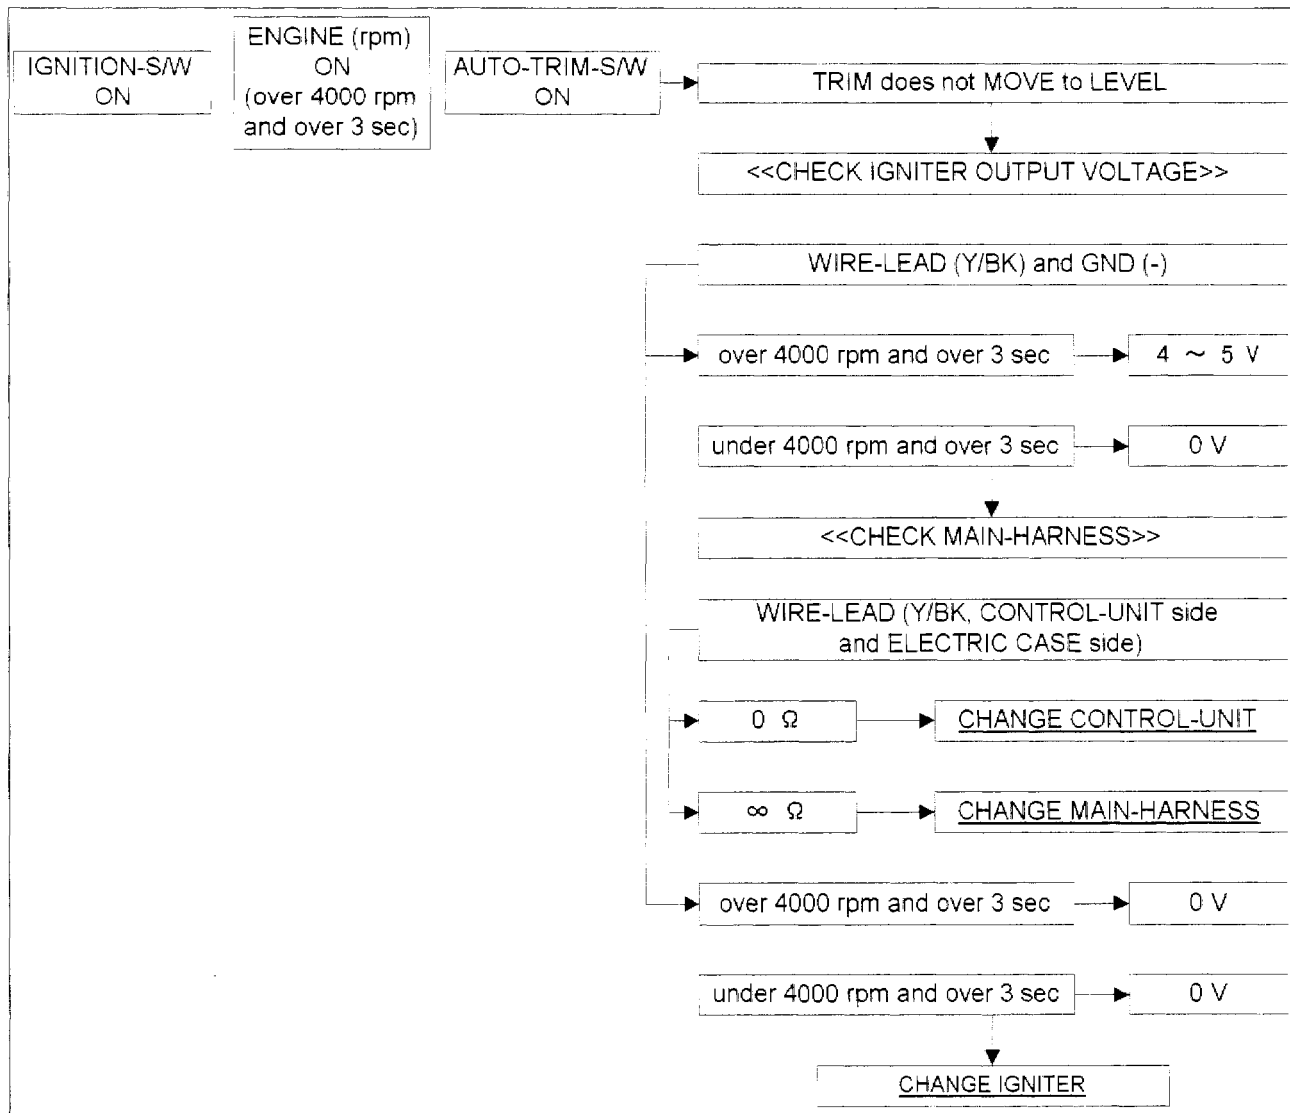 IGNITION-S/W
ON
ENGINE (rpm)
ON
(over 4000 rpm
and over 3 sec)
AUTO-TRIM-S/W
ON
TRIM does not MOVE to LEVEL
<<CHECK IGNITER OUTPUT VOLTAGE>>
WIRE-LEAD (Y/BK) and GND (-)
over 4000 rpm and over 3 sec
4 ~ 5 V
under 4000 rpm and over 3 sec
0 V
<<CHECK MAIN-HARNESS>>
WIRE-LEAD (Y/BK, CONTROL-UNIT side
and ELECTRIC CASE side)
0 Ω
CHANGE CONTROL-UNIT
∞ Ω
CHANGE MAIN-HARNESS
over 4000 rpm and over 3 sec
0 V
under 4000 rpm and over 3 sec
0 V
CHANGE IGNITER